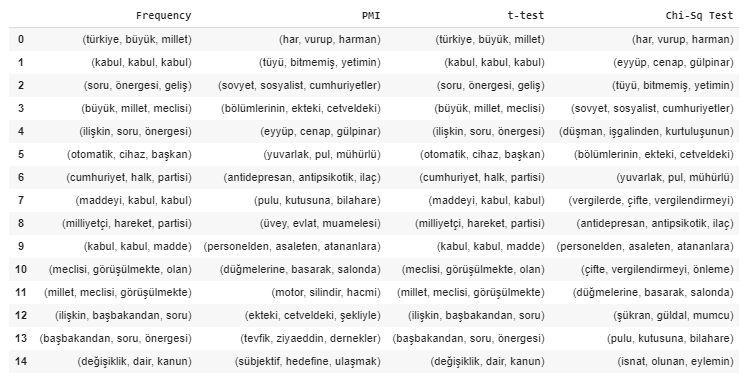 Frequency PMI t-test Chi-Sq Test
0 (türkiye, büyük, millet) (har, vurup, harman) (türkiye, büyük, millet) (har, vurup, harman)
1 (kabul, kabul, kabul) (tüyü, bitmemiş, yetimin) (kabul, kabul, kabul) (eyyüp, cenap, gülpinar)
2 (soru, önergesi, geliş) (sovyet, sosyalist, cumhuriyetler) (soru, önergesi, geliş) (tüyü, bitmemiş, yetimin)
3 (büyük, millet, meclisi) (bölümlerinin, ekteki, cetveldeki) (büyük, millet, meclisi) (sovyet, sosyalist, cumhuriyetler)
4 (ilişkin, soru, önergesi) (eyyüp, cenap, gülpinar) (ilişkin, soru, önergesi) (düşman, işgalinden, kurtuluşunun)
5 (otomatik, cihaz, başkan) (yuvarlak, pul, mühürlü) (otomatik, cihaz, başkan) (bölümlerinin, ekteki, cetveldeki)
6 (cumhuriyet, halk, partisi) (antidepresan, antipsikotik, ilaç) (cumhuriyet, halk, partisi) (yuvarlak, pul, mühürlü)
7 (maddeyi, kabul, kabul) (pulu, kutusuna, bilahare) (maddeyi, kabul, kabul) (vergilerde, çifte, vergilendirmeyi)
8 (milliyetçi, hareket, partisi) (üvey, evlat, muamelesi) (milliyetçi, hareket, partisi) (antidepresan, antipsikotik, ilaç)
9 (kabul, kabul, madde) (personelden, asaleten, atananlara) (kabul, kabul, madde) (personelden, asaleten, atananlara)
10 (meclisi, görüşülmekte, olan) (düğmelerine, basarak, salonda) (meclisi, görüşülmekte, olan) (çifte, vergilendirmeyi, önleme)
11 (millet, meclisi, görüşülmekte) (motor, silindir, hacmi) (millet, meclisi, görüşülmekte) (düğmelerine, basarak, salonda)
12 (ilişkin, başbakandan, soru) (ekteki, cetveldeki, şekliyle) (ilişkin, başbakandan, soru) (şükran, güldal, mumcu)
13 (başbakandan, soru, önergesi) (tevfik, ziyaeddin, dernekler) (başbakandan, soru, önergesi) (pulu, kutusuna, bilahare)
14 (değişiklik, dair, kanun) (sübjektif, hedefine, ulaşmak) (değişiklik, dair, kanun) (isnat, olunan, eylemin)